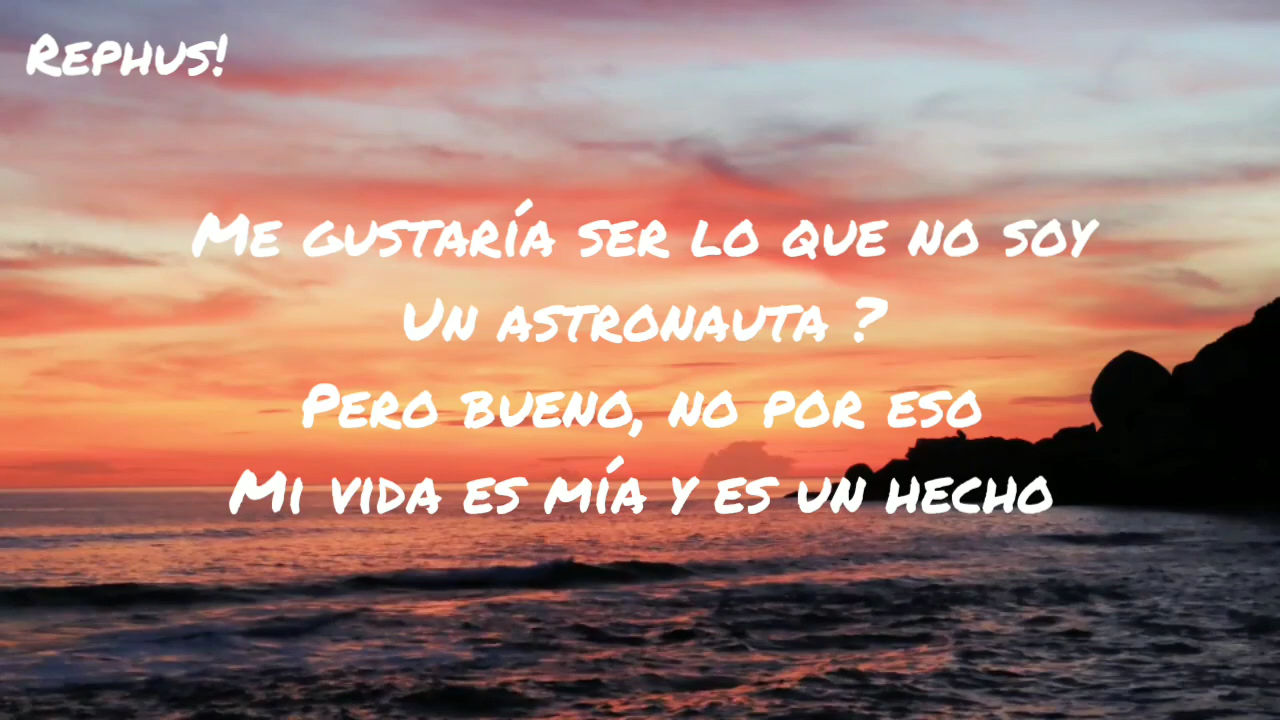 Rephus!
Me gustaría ser lo que no soy
Un astronauta ?
Pero bueno, no por eso
Mi vida es mía y es un hecho